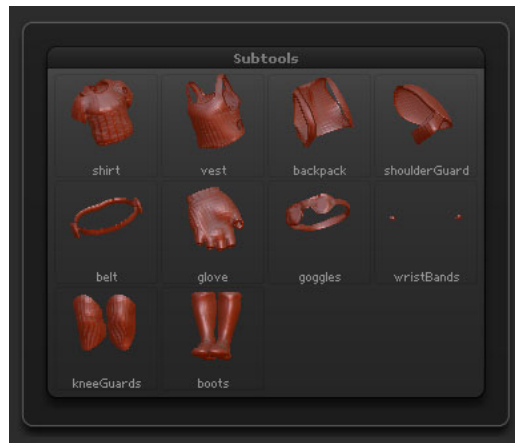 Subtools
shirt vest backpack shoulderGuard
belt glove goggles wristBands
kneeGuards boots